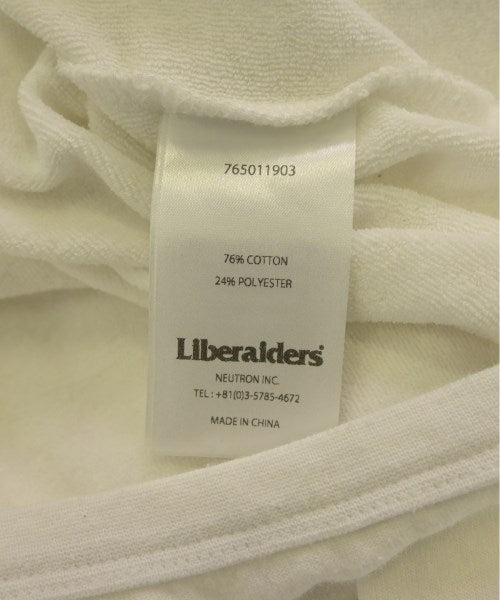 765011903
76% COTTON
24% POLYESTER
Liberaiders®
NEUTRON INC.
TEL : +81(0)3-5785-4672
MADE IN CHINA